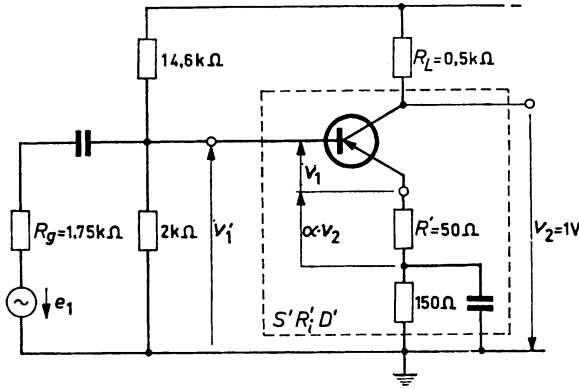 14,6kΩ
R_L=0,5kΩ
v_1
R_g=1,75kΩ
2kΩ
v_1'
α·v_2
R'=50Ω
v_2=1V
e_1
150Ω
S' R_i' D'